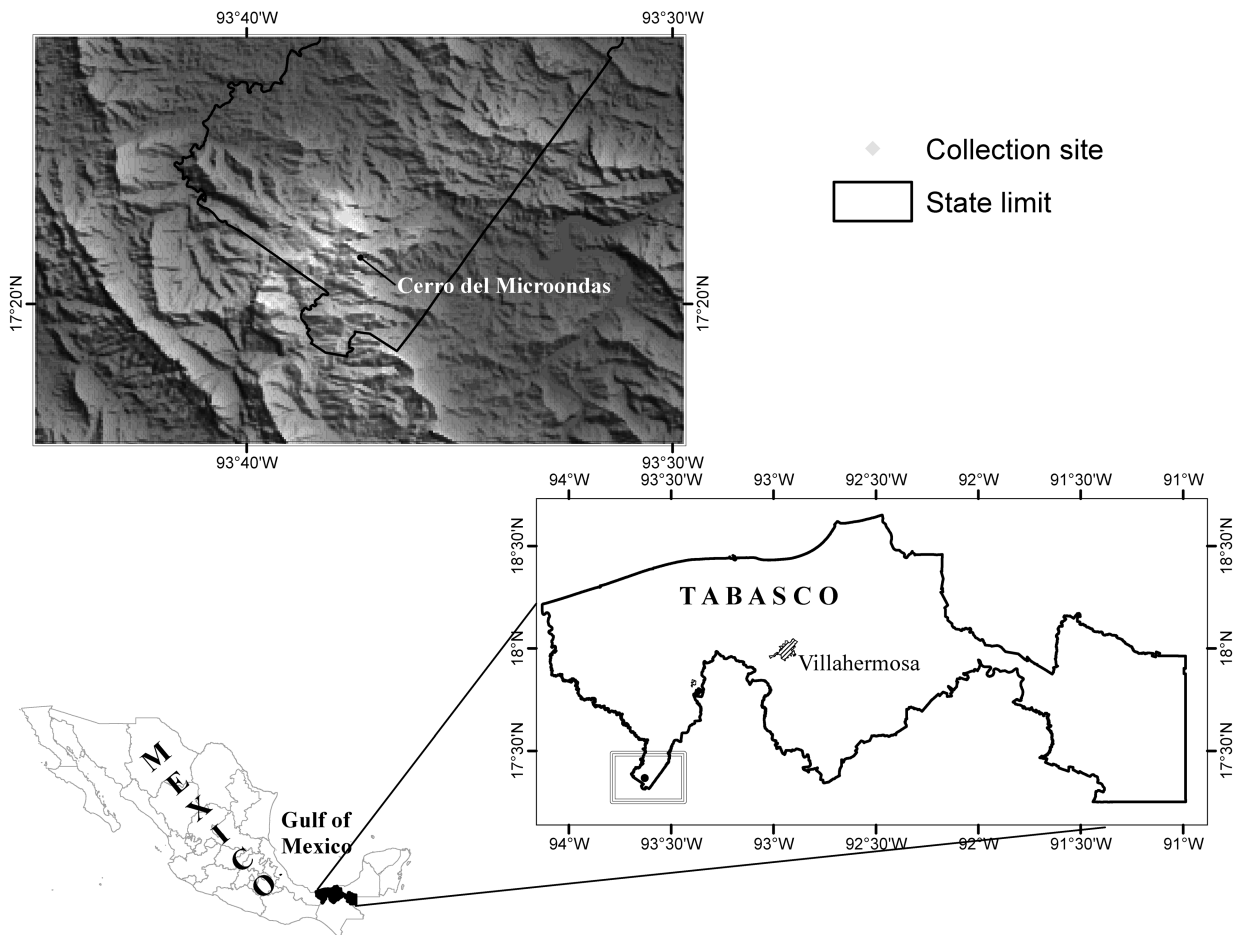 93°40'W 93°30'W
Collection site
State limit
Cerro del Microondas
17°20'N 17°20'N
93°40'W 93°30'W
94°W 93°30'W 93°W 92°30'W 92°W 91°30'W 91°W
18°30'N 18°30'N
TABASCO
18°N 18°N
Villahermosa
17°30'N 17°30'N
MEXICO
Gulf of
Mexico
94°W 93°30'W 93°W 92°30'W 92°W 91°30'W 91°W